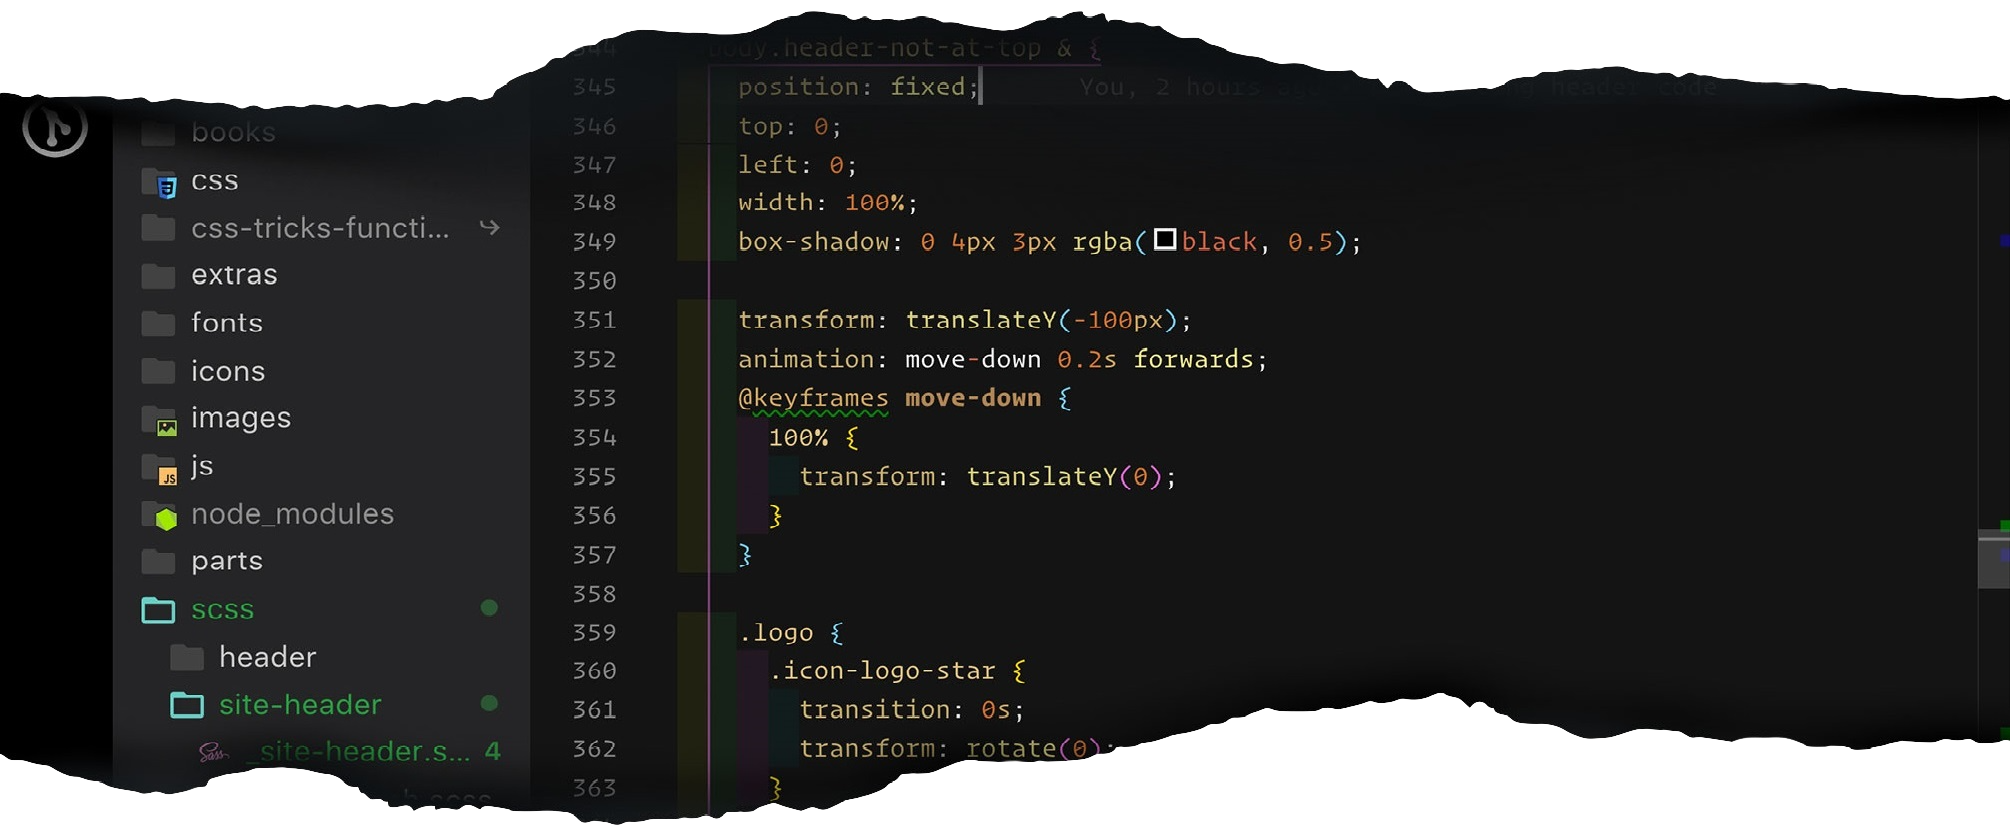 books
css
css-tricks-functi...
extras
fonts
icons
images
js
JS
node_modules
parts
scss
header
site-header
Sass _site-header.s... 4
344 body.header-not-at-top & {
345 position: fixed; You, 2 hours ago header code
346 top: 0;
347 left: 0;
348 width: 100%;
349 box-shadow: 0 4px 3px rgba(black, 0.5);
350
351 transform: translateY(-100px);
352 animation: move-down 0.2s forwards;
353 @keyframes move-down {
354 100% {
355 transform: translateY(0);
356 }
357 }
358
359 .logo {
360 .icon-logo-star {
361 transition: 0s;
362 transform: rotate(0);
363 }